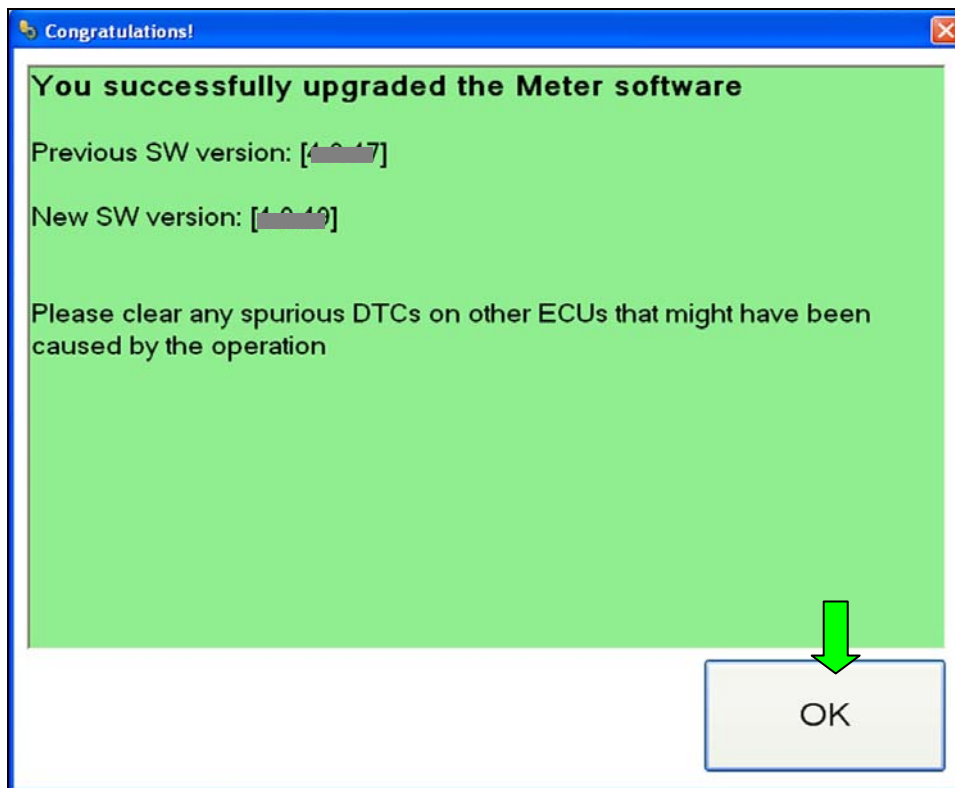 Congratulations!
You successfully upgraded the Meter software
Previous SW version: [
New SW version: [
Please clear any spurious DTCs on other ECUs that might have been
caused by the operation
OK